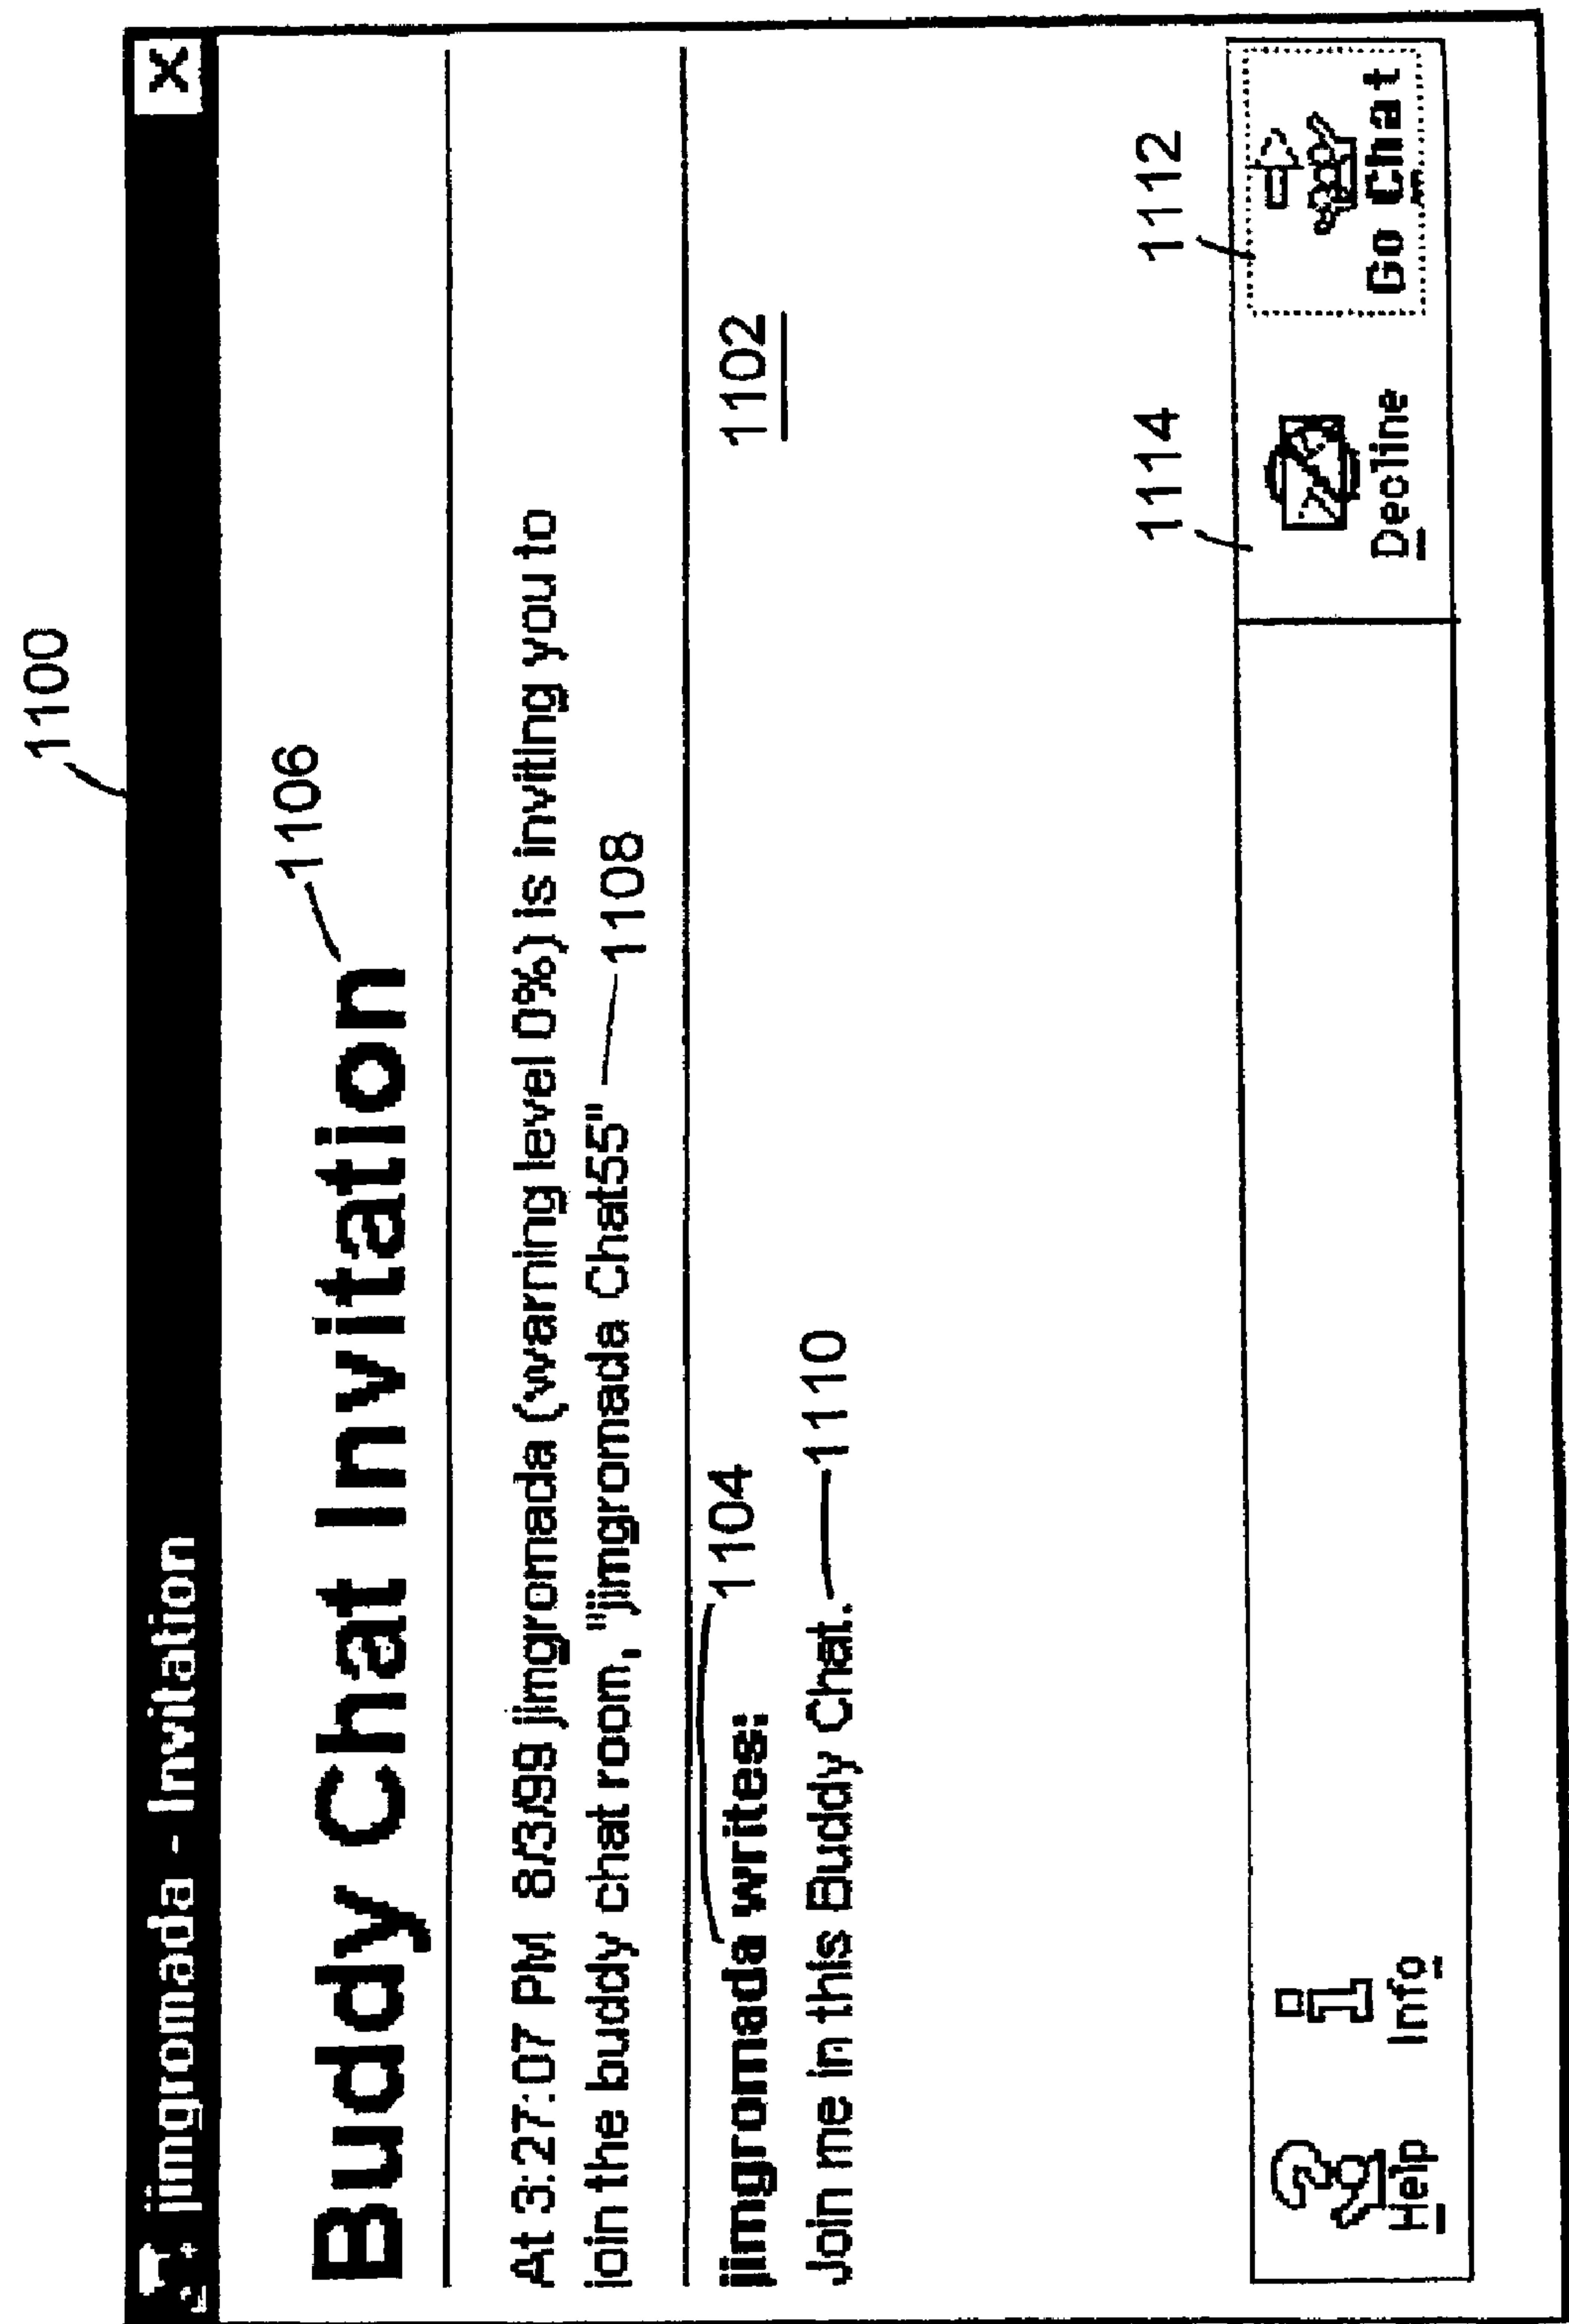 1100
jimgromada - Invitation
X
Buddy Chat Invitation
1106
At 3:27:07 PM 8/3/99 jimgromada (warning level 0%) is inviting you to
join the buddy chat room, "jimgromada Chat55"
1108
1104
jimgromada writes:
1102
Join me in this Buddy Chat.
1110
1114
1112
Help
Info
Decline
Go Chat